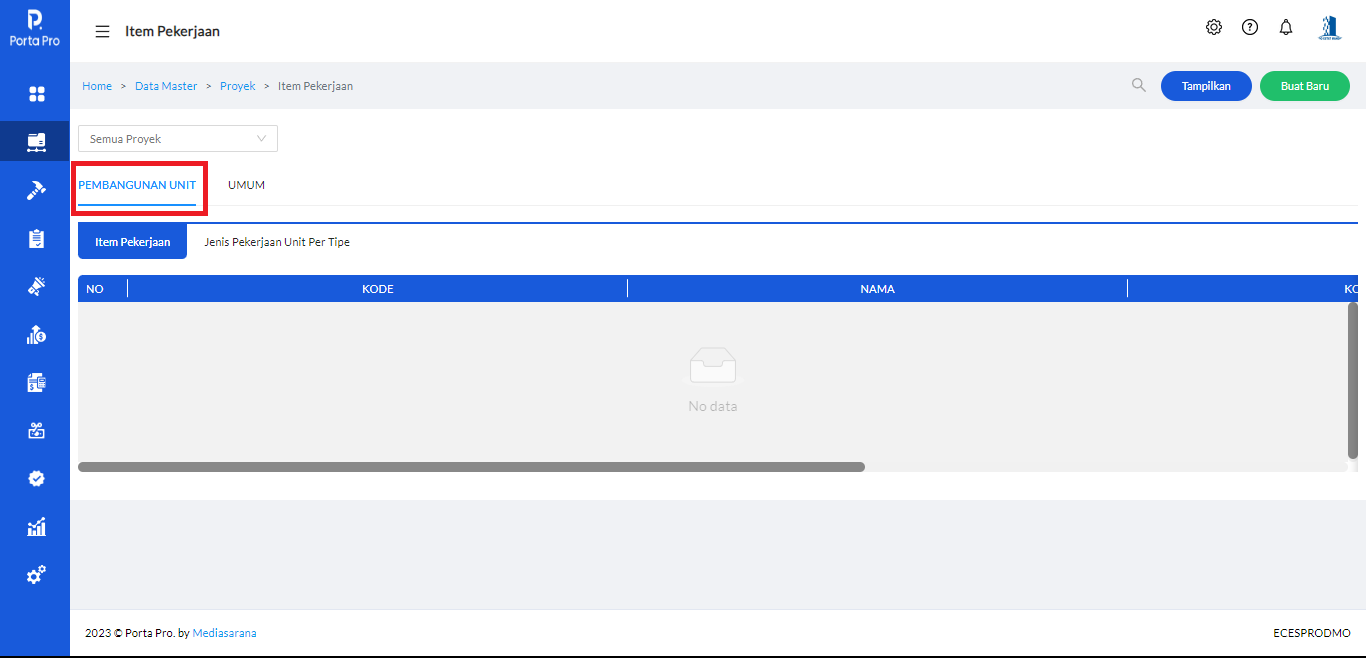 Porta Pro
Item Pekerjaan
Home > Data Master > Proyek > Item Pekerjaan
Tampilkan
Buat Baru
Semua Proyek
PEMBANGUNAN UNIT
UMUM
Item Pekerjaan
Jenis Pekerjaan Unit Per Tipe
NO
KODE
NAMA
KO
No data
2023 © Porta Pro. by Mediasarana
ECESPRODMO